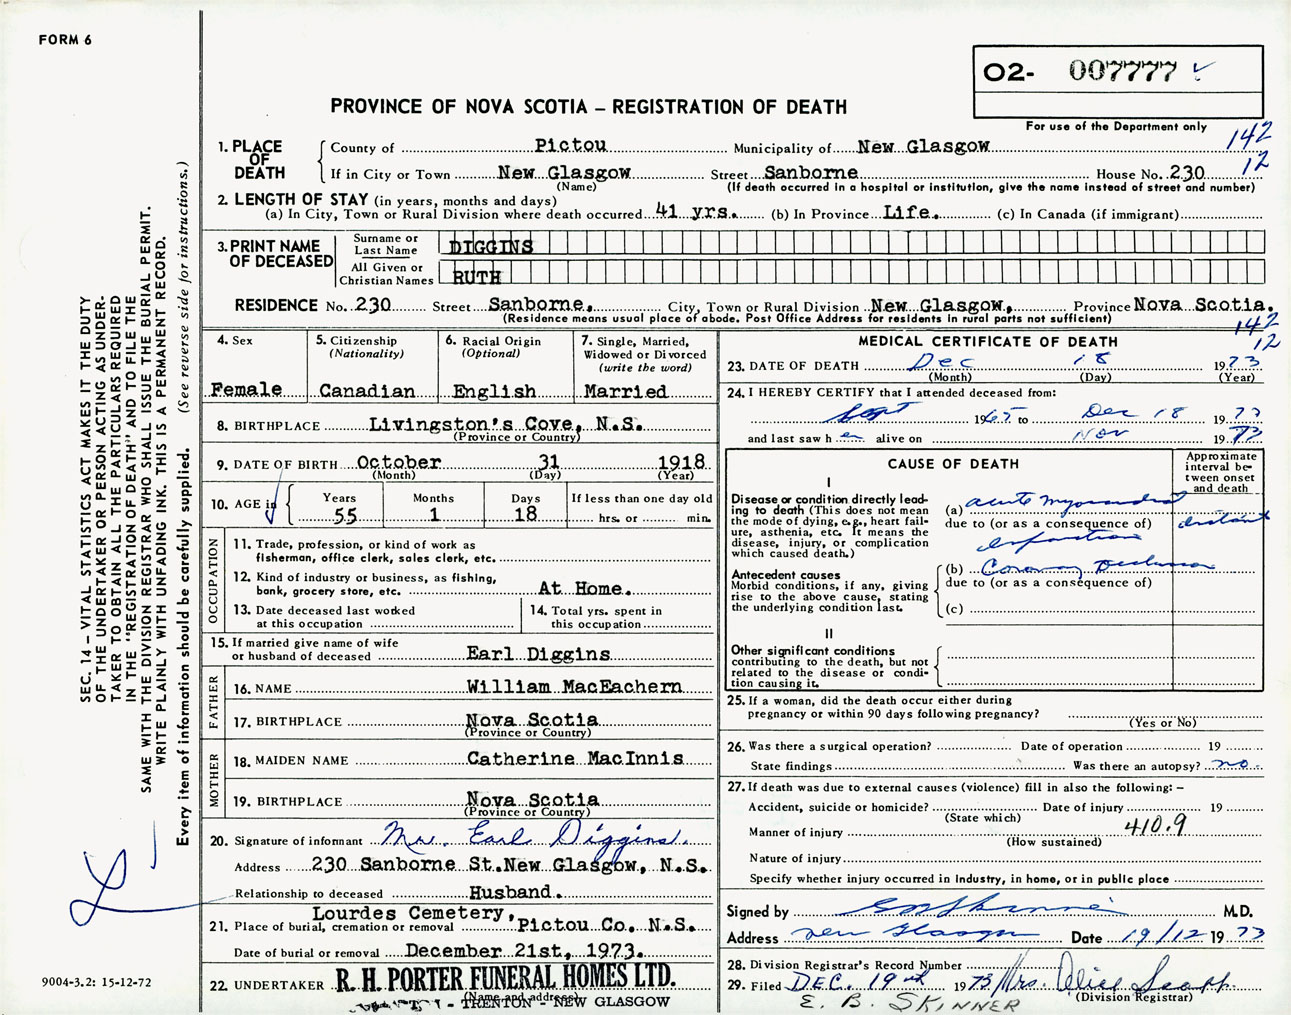 FORM 6
O2- 007777
For use of the Department only
PROVINCE OF NOVA SCOTIA – REGISTRATION OF DEATH
142
12
1. PLACE OF DEATH
County of Pictou Municipality of New Glasgow
If in City or Town New Glasgow Street Sanborne House No. 230
(Name) (If death occurred in a hospital or institution, give the name instead of street and number)
2. LENGTH OF STAY (in years, months and days)
(a) In City, Town or Rural Division where death occurred 41 yrs. (b) In Province Life. (c) In Canada (if immigrant)
3. PRINT NAME OF DECEASED
Surname or Last Name DIGGINS
All Given or Christian Names RUTH
RESIDENCE No. 230 Street Sanborne, City, Town or Rural Division New Glasgow, Province Nova Scotia.
(Residence means usual place of abode. Post Office Address for residents in rural parts not sufficient)
142
12
4. Sex
Female
5. Citizenship
(Nationality)
Canadian
6. Racial Origin
(Optional)
English
7. Single, Married,
Widowed or Divorced
(write the word)
Married
8. BIRTHPLACE Livingston's Cove, N.S.
(Province or Country)
9. DATE OF BIRTH October 31 1918
(Month) (Day) (Year)
10. AGE in
Years Months Days If less than one day old
55 1 18 hrs. or min.
OCCUPATION
11. Trade, profession, or kind of work as
fisherman, office clerk, sales clerk, etc.
12. Kind of industry or business, as fishing,
bank, grocery store, etc. At Home.
13. Date deceased last worked
at this occupation
14. Total yrs. spent in
this occupation
15. If married give name of wife
or husband of deceased Earl Diggins
FATHER
16. NAME William MacEachern
17. BIRTHPLACE Nova Scotia
(Province or Country)
MOTHER
18. MAIDEN NAME Catherine MacInnis
19. BIRTHPLACE Nova Scotia
(Province or Country)
20. Signature of informant Mr. Earl Diggins.
Address 230 Sanborne St. New Glasgow, N.S.
Relationship to deceased Husband.
Lourdes Cemetery,
21. Place of burial, cremation or removal Pictou Co. N.S.
Date of burial or removal December 21st, 1973.
22. UNDERTAKER R. H. PORTER FUNERAL HOMES LTD.
(Name and address)
- TRENTON - NEW GLASGOW
MEDICAL CERTIFICATE OF DEATH
23. DATE OF DEATH Dec 18 1973
(Month) (Day) (Year)
24. I HEREBY CERTIFY that I attended deceased from:
Sept 1965 to Dec 18 1973
and last saw h er alive on Nov 1973
CAUSE OF DEATH
Approximate
interval be-
tween onset
and death
I
Disease or condition directly lead-
ing to death (This does not mean
the mode of dying, e.g., heart fail-
ure, asthenia, etc. It means the
disease, injury, or complication
which caused death.)
(a) acute myocardial
due to (or as a consequence of)
infarction
Antecedent causes
Morbid conditions, if any, giving
rise to the above cause, stating
the underlying condition last.
(b) Coronary
due to (or as a consequence of)
(c)
II
Other significant conditions
contributing to the death, but not
related to the disease or condi-
tion causing it.
25. If a woman, did the death occur either during
pregnancy or within 90 days following pregnancy?
(Yes or No)
26. Was there a surgical operation? Date of operation 19
State findings Was there an autopsy? no
27. If death was due to external causes (violence) fill in also the following: –
Accident, suicide or homicide? Date of injury 19
(State which)
410.9
Manner of injury
(How sustained)
Nature of injury
Specify whether injury occurred in industry, in home, or in public place
Signed by E B Skinner M.D.
Address New Glasgow Date 19/12 1973
28. Division Registrar's Record Number
29. Filed DEC. 19th 1973 Mrs. Alice Scott
(Division Registrar)
E. B. SKINNER
SEC. 14 – VITAL STATISTICS ACT MAKES IT THE DUTY
OF THE UNDERTAKER OR PERSON ACTING AS UNDER-
TAKER TO OBTAIN ALL THE PARTICULARS REQUIRED
IN THE "REGISTRATION OF DEATH" AND TO FILE THE
SAME WITH THE DIVISION REGISTRAR WHO SHALL ISSUE THE BURIAL PERMIT.
WRITE PLAINLY WITH UNFADING INK. THIS IS A PERMANENT RECORD.
Every item of information should be carefully supplied. (See reverse side for instructions.)
9004-3.2: 15-12-72